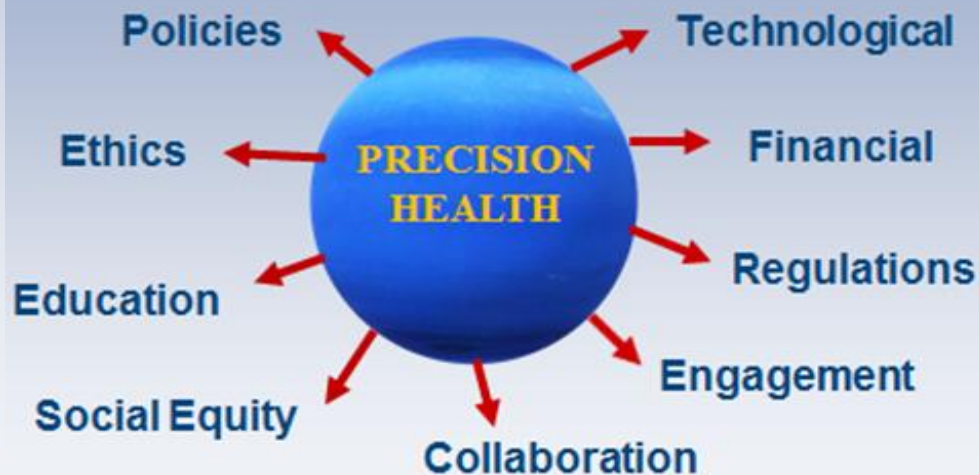 Policies
Technological
Ethics
PRECISION
HEALTH
Financial
Education
Regulations
Social Equity
Engagement
Collaboration